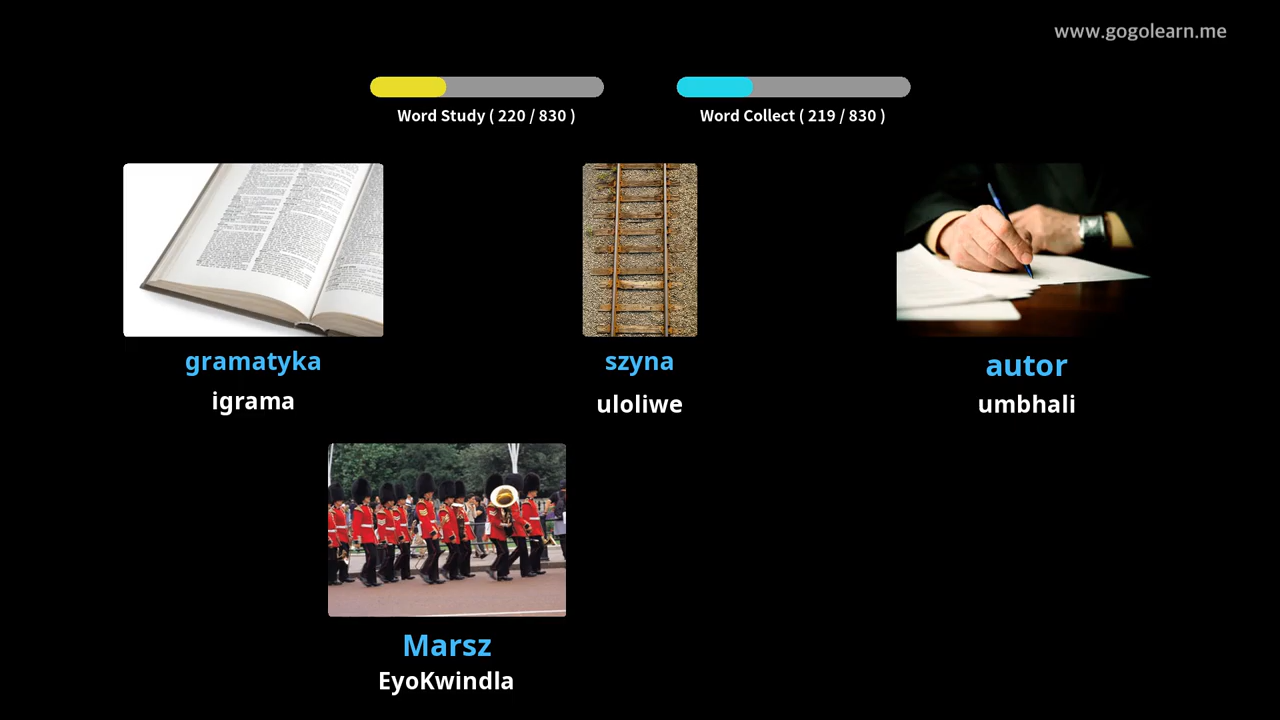 www.gogolearn.me
Word Study ( 220 / 830 )
Word Collect ( 219 / 830 )
gramatyka
igrama
szyna
uloliwe
autor
umbhali
Marsz
EyoKwindla